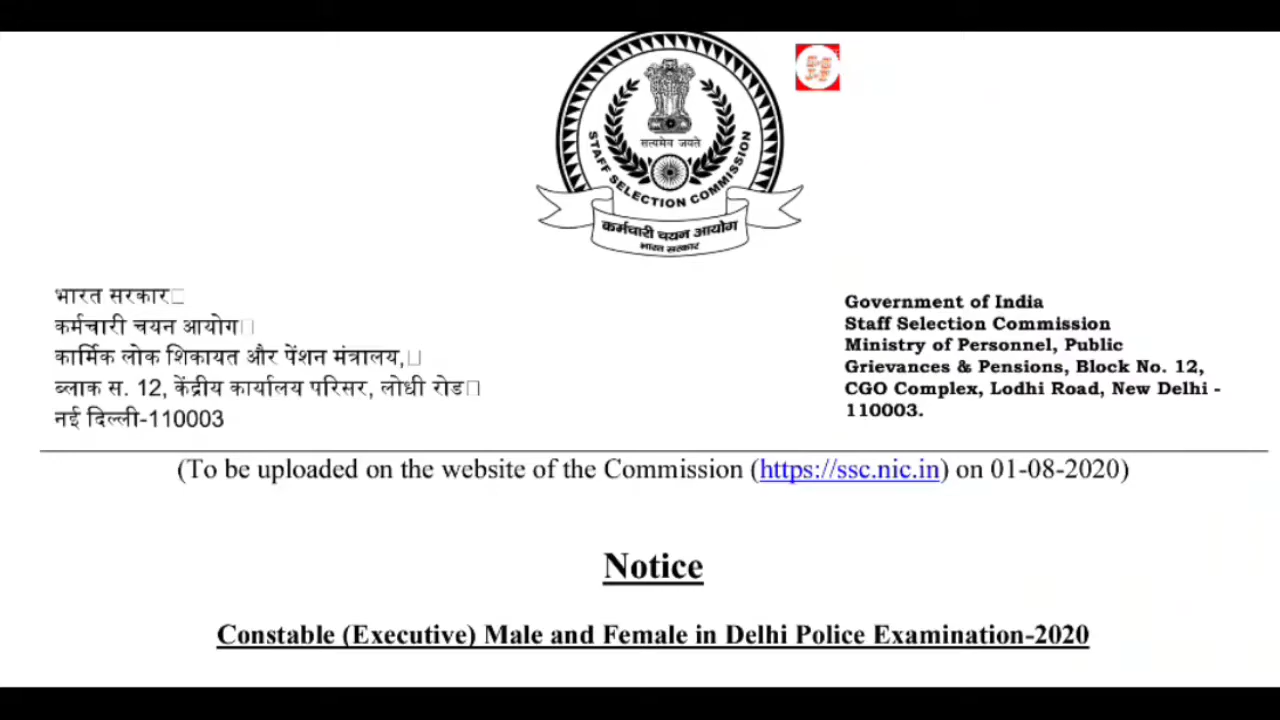 सत्यमेव जयते
STAFF SELECTION COMMISSION
कर्मचारी चयन आयोग
भारत सरकार
भारत सरकार
कर्मचारी चयन आयोग
कार्मिक लोक शिकायत और पेंशन मंत्रालय,
ब्लाक स. 12, केंद्रीय कार्यालय परिसर, लोधी रोड
नई दिल्ली-110003
Government of India
Staff Selection Commission
Ministry of Personnel, Public
Grievances & Pensions, Block No. 12,
CGO Complex, Lodhi Road, New Delhi -
110003.
(To be uploaded on the website of the Commission (https://ssc.nic.in) on 01-08-2020)
Notice
Constable (Executive) Male and Female in Delhi Police Examination-2020